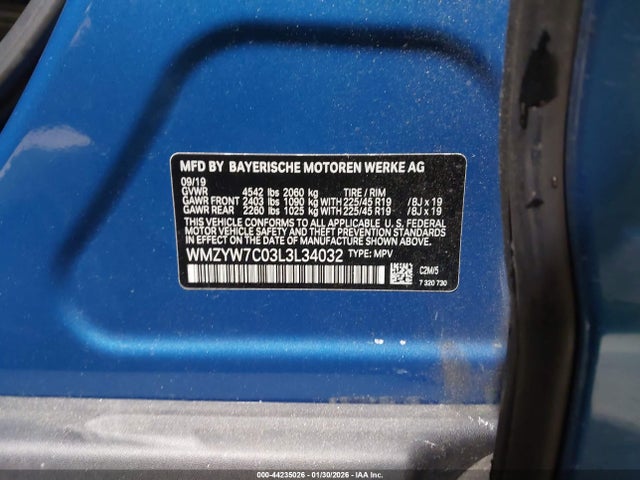 MFD BY BAYERISCHE MOTOREN WERKE AG
09/19
GVWR 4542 lbs 2060 kg TIRE / RIM
GAWR FRONT 2403 lbs 1090 kg WITH 225/45 R19 /8J x 19
GAWR REAR 2260 lbs 1025 kg WITH 225/45 R19 /8J x 19
THIS VEHICLE CONFORMS TO ALL APPLICABLE U. S. FEDERAL
MOTOR VEHICLE SAFETY AND THEFT PREVENTION
STANDARDS IN EFFECT ON THE DATE OF MANUFACTURE
SHOWN ABOVE.
WMZYW7C03L3L34032 TYPE: MPV
C2M/5
7 320 730
000-44235026 - 01/30/2026 - COPYRIGHT IAA, LLC.